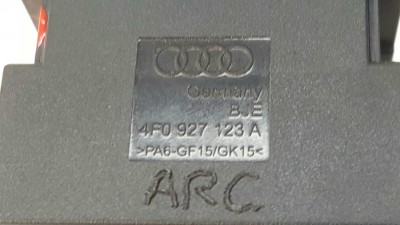 Germany
BJE
4F0 927 123 A
>PA6-GF15/GK15<
ARC